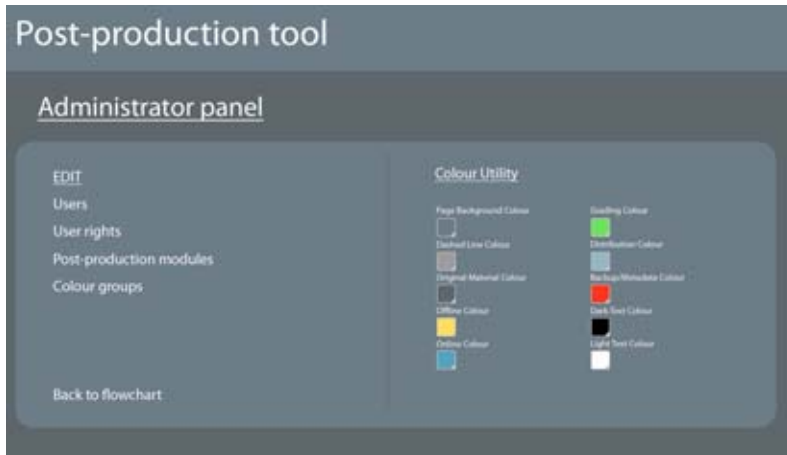 Post-production tool
Administrator panel
EDIT
Users
User rights
Post-production modules
Colour groups
Back to flowchart
Colour Utility
Page Background Colour
Dashed Line Colour
Original Material Colour
Offline Colour
Online Colour
Grading Colour
Distribution Colour
Backup/Metadata Colour
Dark Text Colour
Light Text Colour